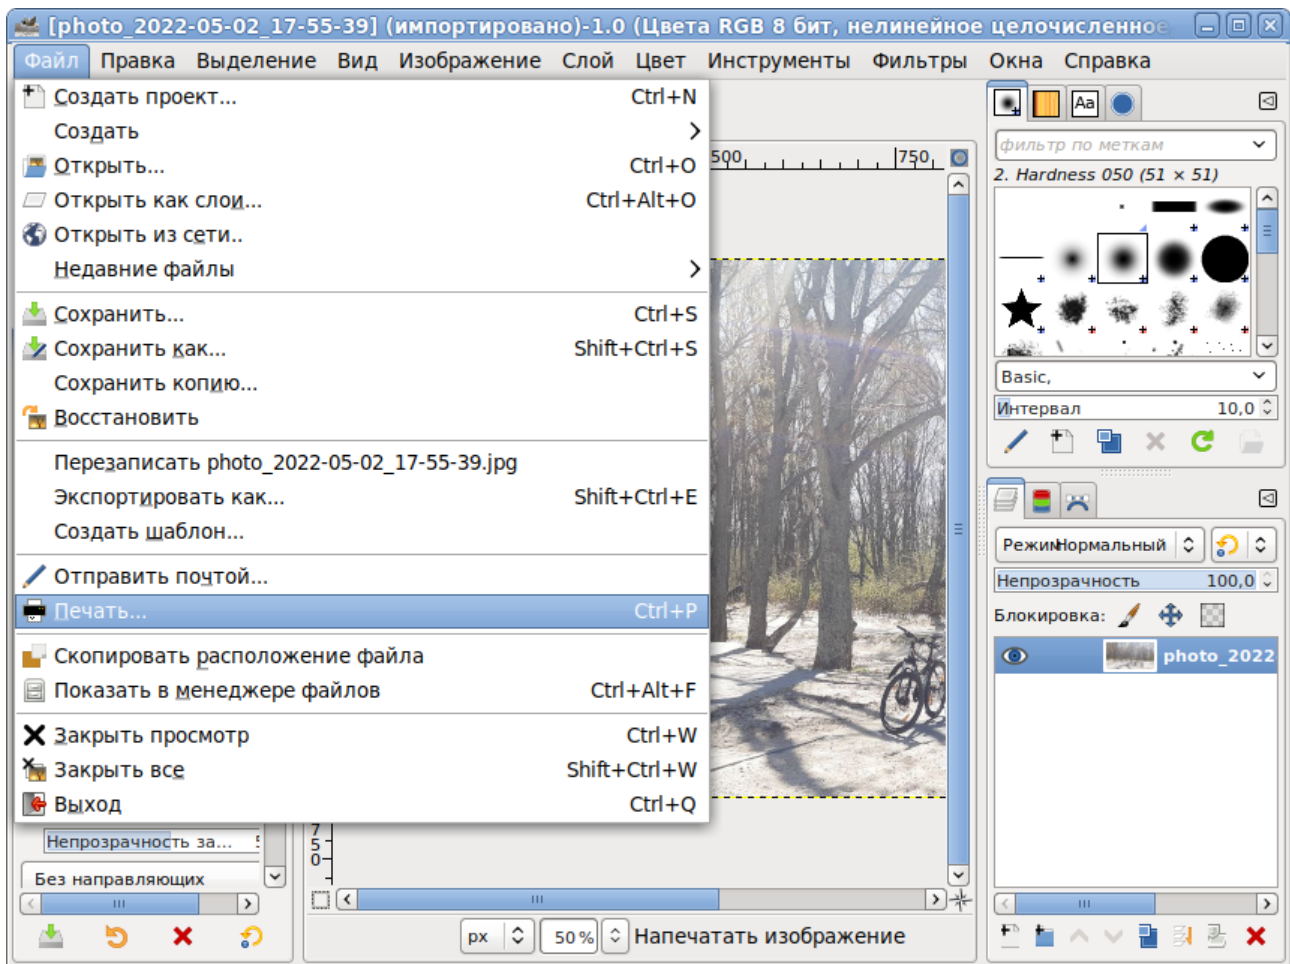 [photo_2022-05-02_17-55-39] (импортировано)-1.0 (Цвета RGB 8 бит, нелинейное целочисленное
Файл Правка Выделение Вид Изображение Слой Цвет Инструменты Фильтры Окна Справка
Создать проект... Ctrl+N
Создать
Открыть... Ctrl+O
Открыть как слои... Ctrl+Alt+O
Открыть из сети..
Недавние файлы
Сохранить... Ctrl+S
Сохранить как... Shift+Ctrl+S
Сохранить копию...
Восстановить
Перезаписать photo_2022-05-02_17-55-39.jpg
Экспортировать как... Shift+Ctrl+E
Создать шаблон...
Отправить почтой...
Печать... Ctrl+P
Скопировать расположение файла
Показать в менеджере файлов Ctrl+Alt+F
Закрыть просмотр Ctrl+W
Закрыть все Shift+Ctrl+W
Выход Ctrl+Q
Непрозрачность за...
Без направляющих
500 750
750
px 50 % Напечатать изображение
Aa
фильтр по меткам
2. Hardness 050 (51 × 51)
Basic,
Интервал 10,0
Режим Нормальный
Непрозрачность 100,0
Блокировка:
photo_2022